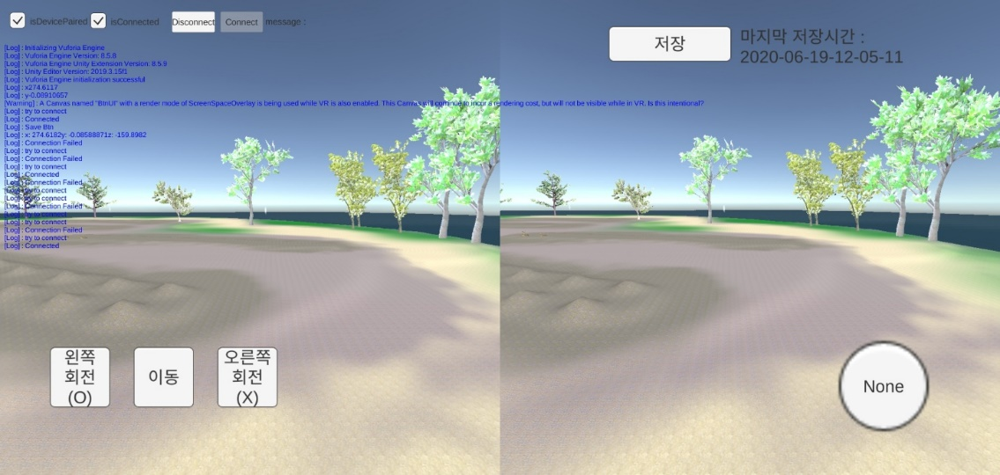 isDevicePaired isConnected Disconnect Connect message :
저장
마지막 저장시간 :
2020-06-19-12-05-11
[Log] : Initializing Vuforia Engine
[Log] : Vuforia Engine Version: 8.5.8
[Log] : Vuforia Engine Unity Extension Version: 8.5.9
[Log] : Unity Editor Version: 2019.3.15f1
[Log] : Vuforia Engine initialization successful
[Log] : x274.6117
[Log] : y-0.08910657
[Warning] : A Canvas named "BtnUI" with a render mode of ScreenSpaceOverlay is being used while VR is also enabled. This Canvas will continue to incur a rendering cost, but will not be visible while in VR. Is this intentional?
[Log] : try to connect
[Log] : Connected
[Log] : Save Btn
[Log] : x: 274.6182y: -0.08588871z: -159.8982
[Log] : Connection Failed
[Log] : try to connect
[Log] : Connection Failed
[Log] : try to connect
[Log] : Connected
[Log] : Connection Failed
[Log] : try to connect
[Log] : try to connect
[Log] : Connection Failed
[Log] : try to connect
[Log] : try to connect
[Log] : Connection Failed
[Log] : try to connect
[Log] : Connected
왼쪽
회전
(O)
이동
오른쪽
회전
(X)
None